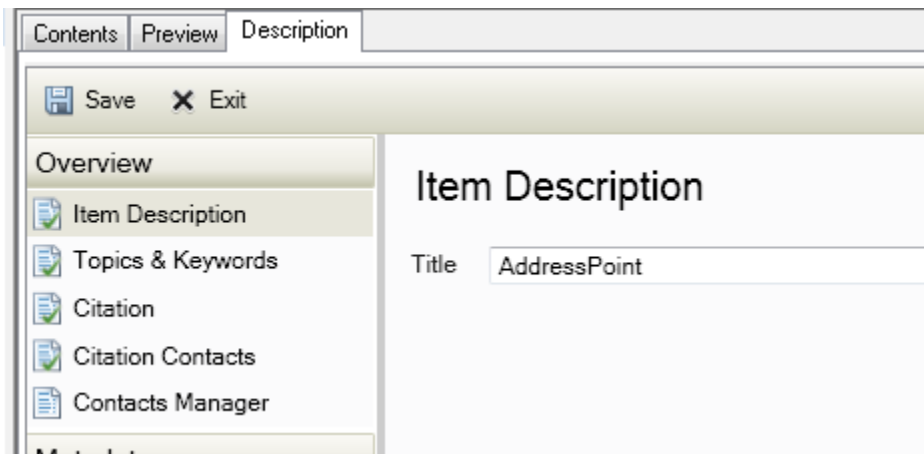 Contents Preview Description
Save Exit
Overview
Item Description
Topics & Keywords
Citation
Citation Contacts
Contacts Manager
Item Description
Title AddressPoint